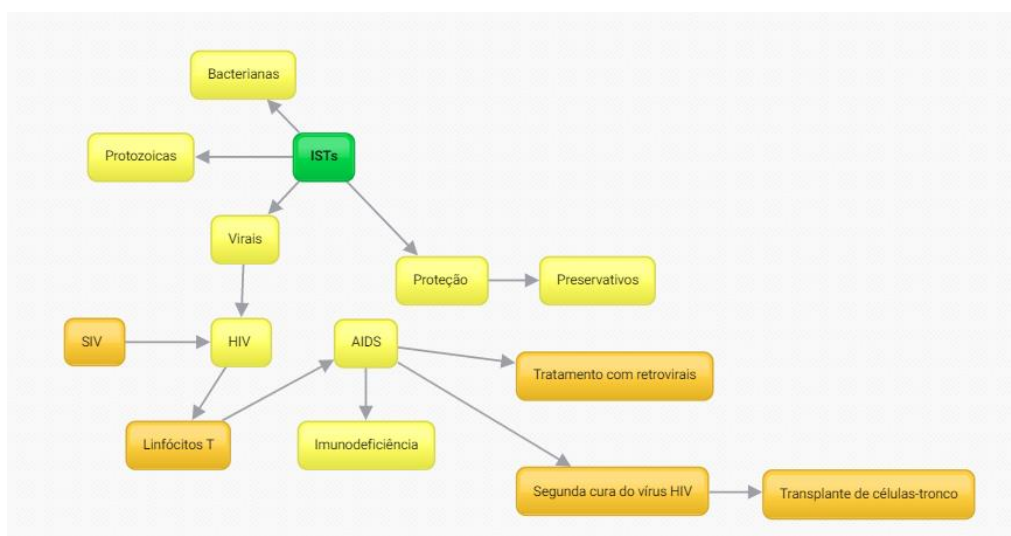 Bacterianas
Protozoicas
ISTs
Virais
Proteção
Preservativos
SIV
HIV
AIDS
Tratamento com retrovirais
Linfócitos T
Imunodeficiência
Segunda cura do vírus HIV
Transplante de células-tronco